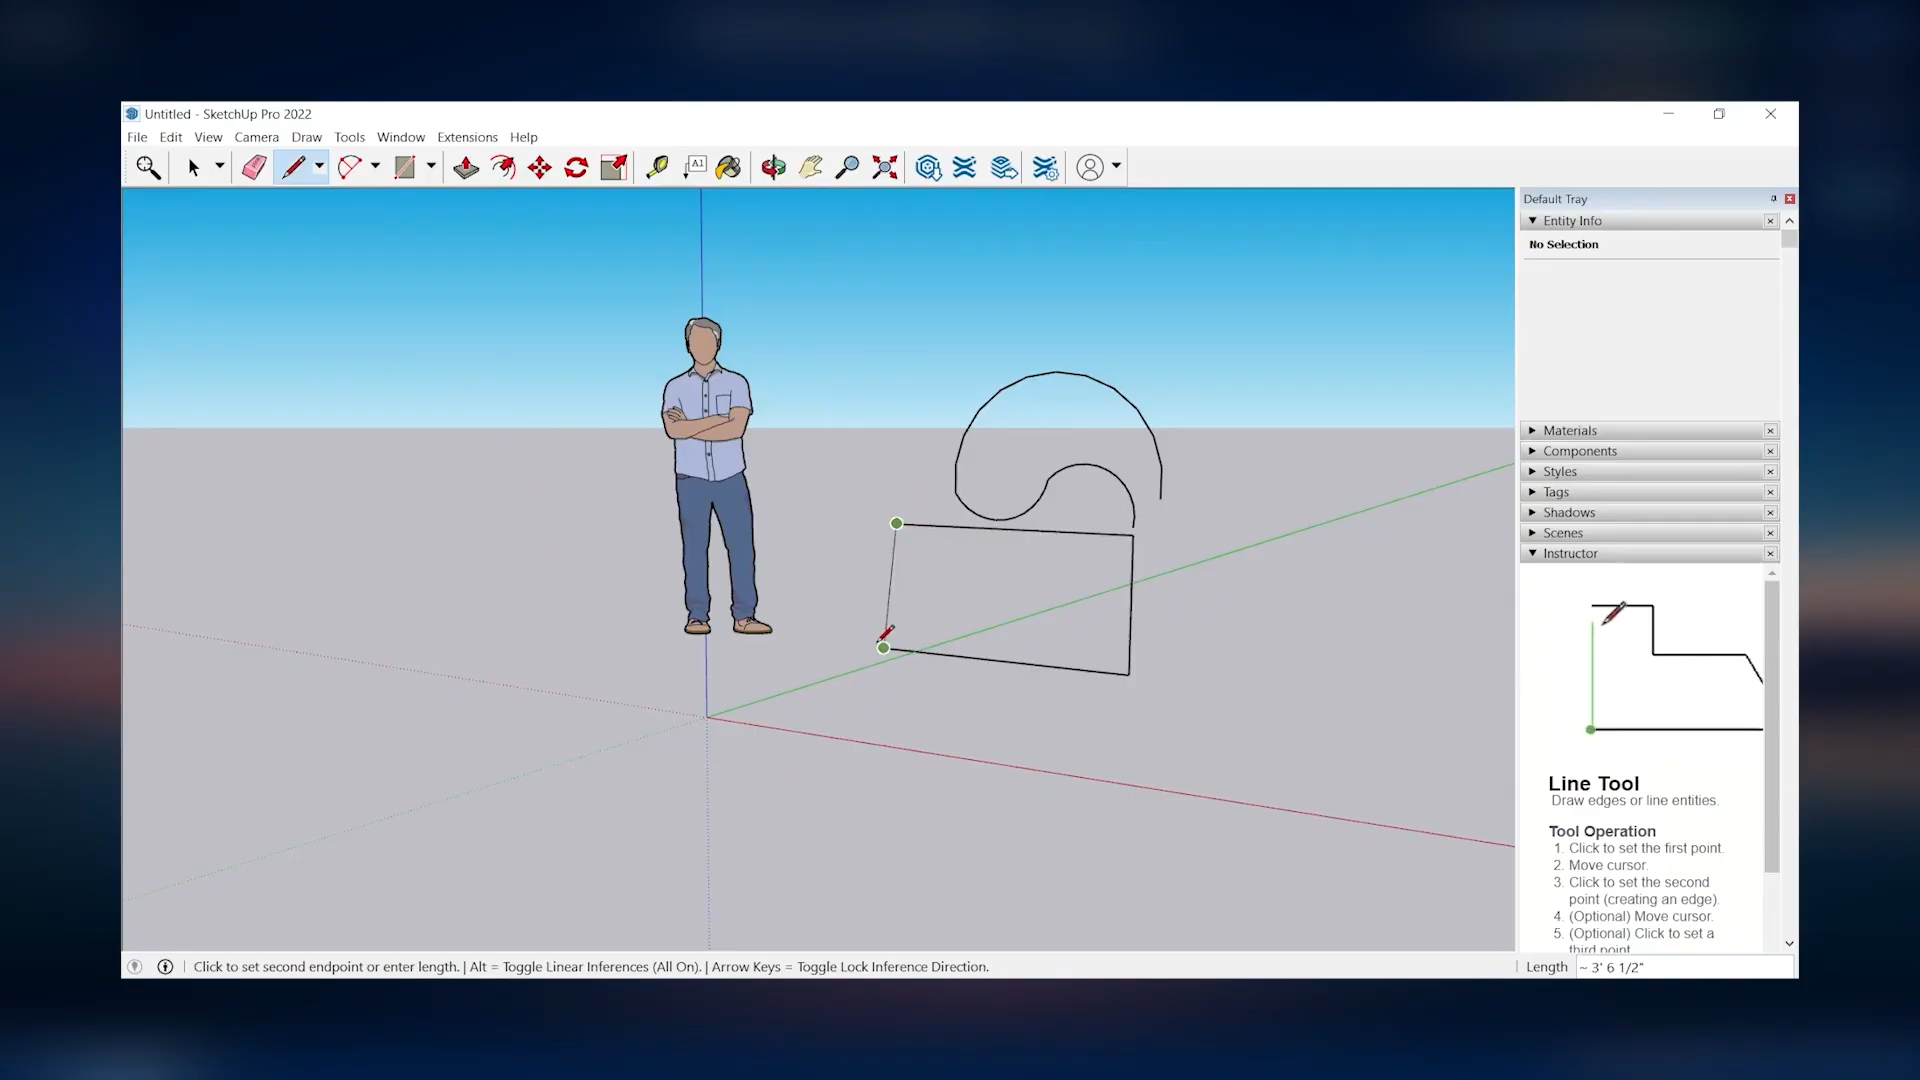 Untitled - SketchUp Pro 2022
File Edit View Camera Draw Tools Window Extensions Help
A1
Default Tray
Entity Info
No Selection
Materials
Components
Styles
Tags
Shadows
Scenes
Instructor
Line Tool
Draw edges or line entities.
Tool Operation
1. Click to set the first point.
2. Move cursor.
3. Click to set the second
point (creating an edge).
4. (Optional) Move cursor.
5. (Optional) Click to set a
third point
Click to set second endpoint or enter length. | Alt = Toggle Linear Inferences (All On). | Arrow Keys = Toggle Lock Inference Direction.
Length ~ 3' 6 1/2"